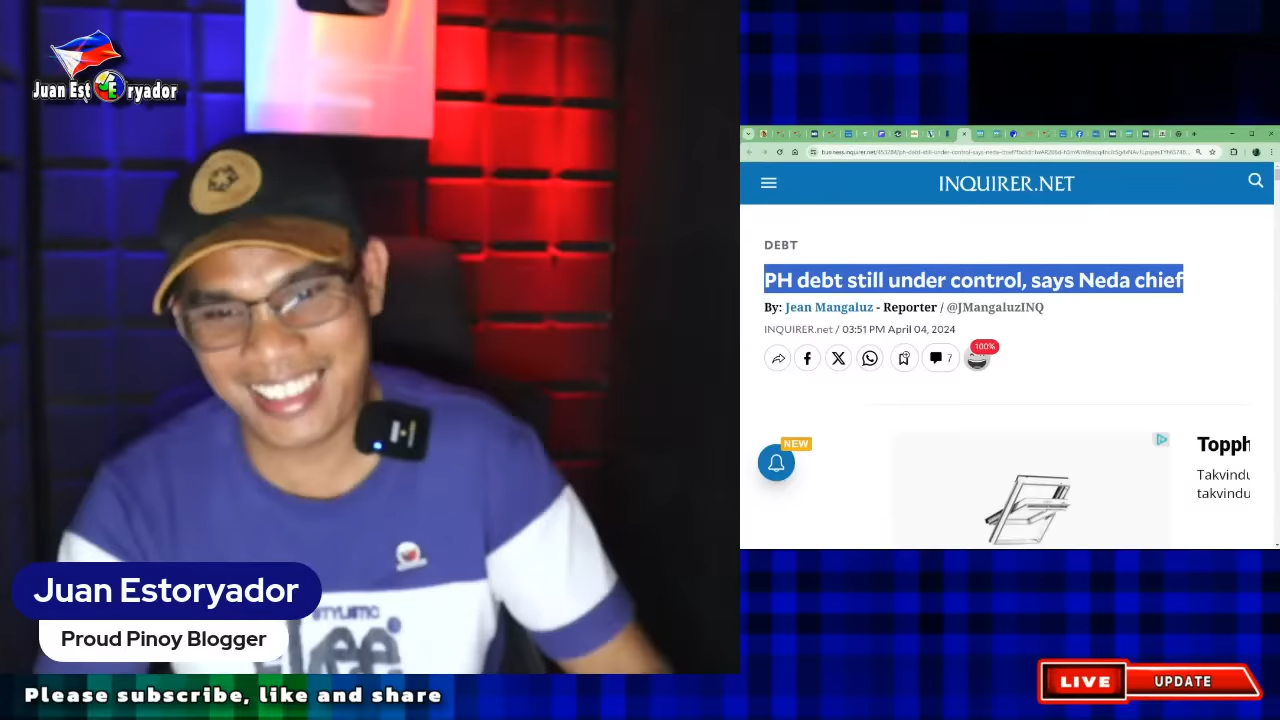 Juan Est E ryador
INQUIRER.NET
DEBT
PH debt still under control, says Neda chief
By: Jean Mangaluz - Reporter / @JMangaluzINQ
INQUIRER.net / 03:51 PM April 04, 2024
7
100%
NEW
Topph
Takvindu
takvindu
Juan Estoryador
Proud Pinoy Blogger
Lee
Please subscribe, like and share
LIVE UPDATE